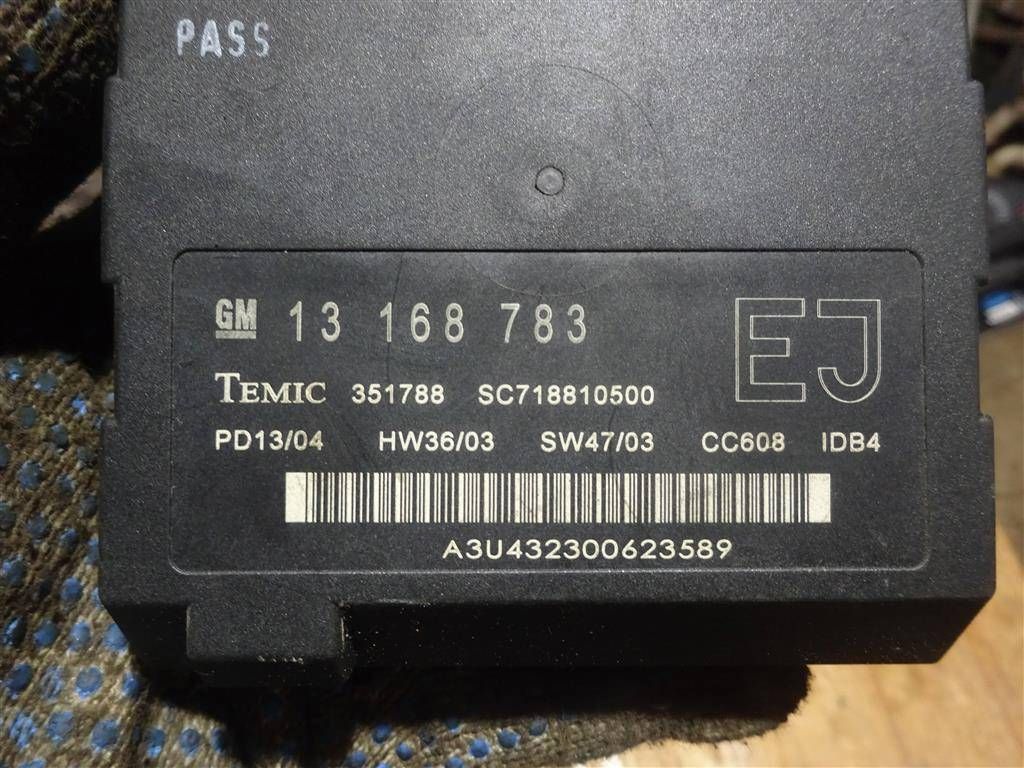 PASS
GM 13 168 783 EJ
TEMIC 351788 SC718810500
PD13/04 HW36/03 SW47/03 CC608 IDB4
A3U432300623589